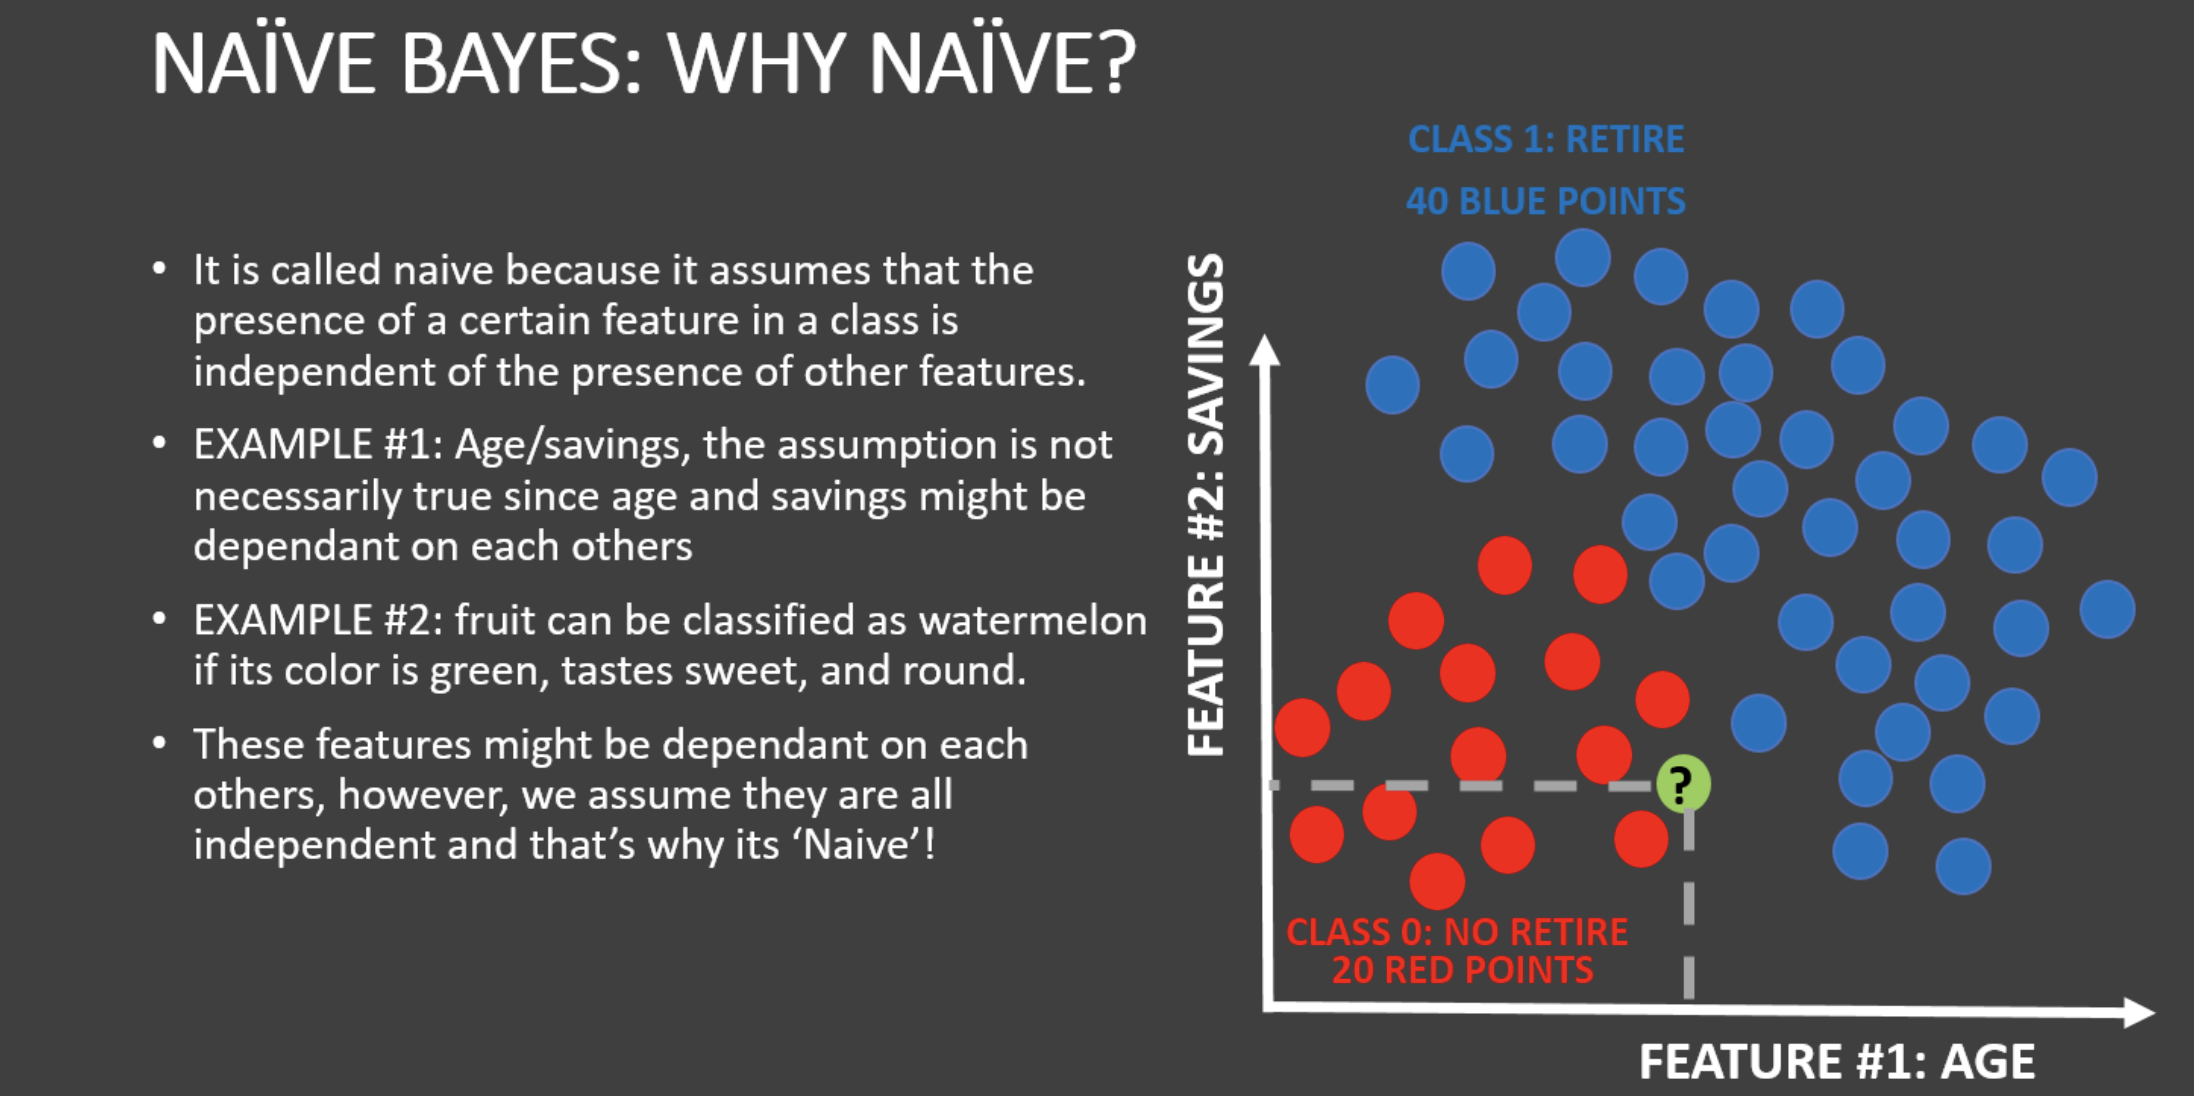 NAÏVE BAYES: WHY NAÏVE?
• It is called naive because it assumes that the
presence of a certain feature in a class is
independent of the presence of other features.
• EXAMPLE #1: Age/savings, the assumption is not
necessarily true since age and savings might be
dependant on each others
• EXAMPLE #2: fruit can be classified as watermelon
if its color is green, tastes sweet, and round.
• These features might be dependant on each
others, however, we assume they are all
independent and that’s why its ‘Naive’!
CLASS 1: RETIRE
40 BLUE POINTS
FEATURE #2: SAVINGS
?
CLASS 0: NO RETIRE
20 RED POINTS
FEATURE #1: AGE